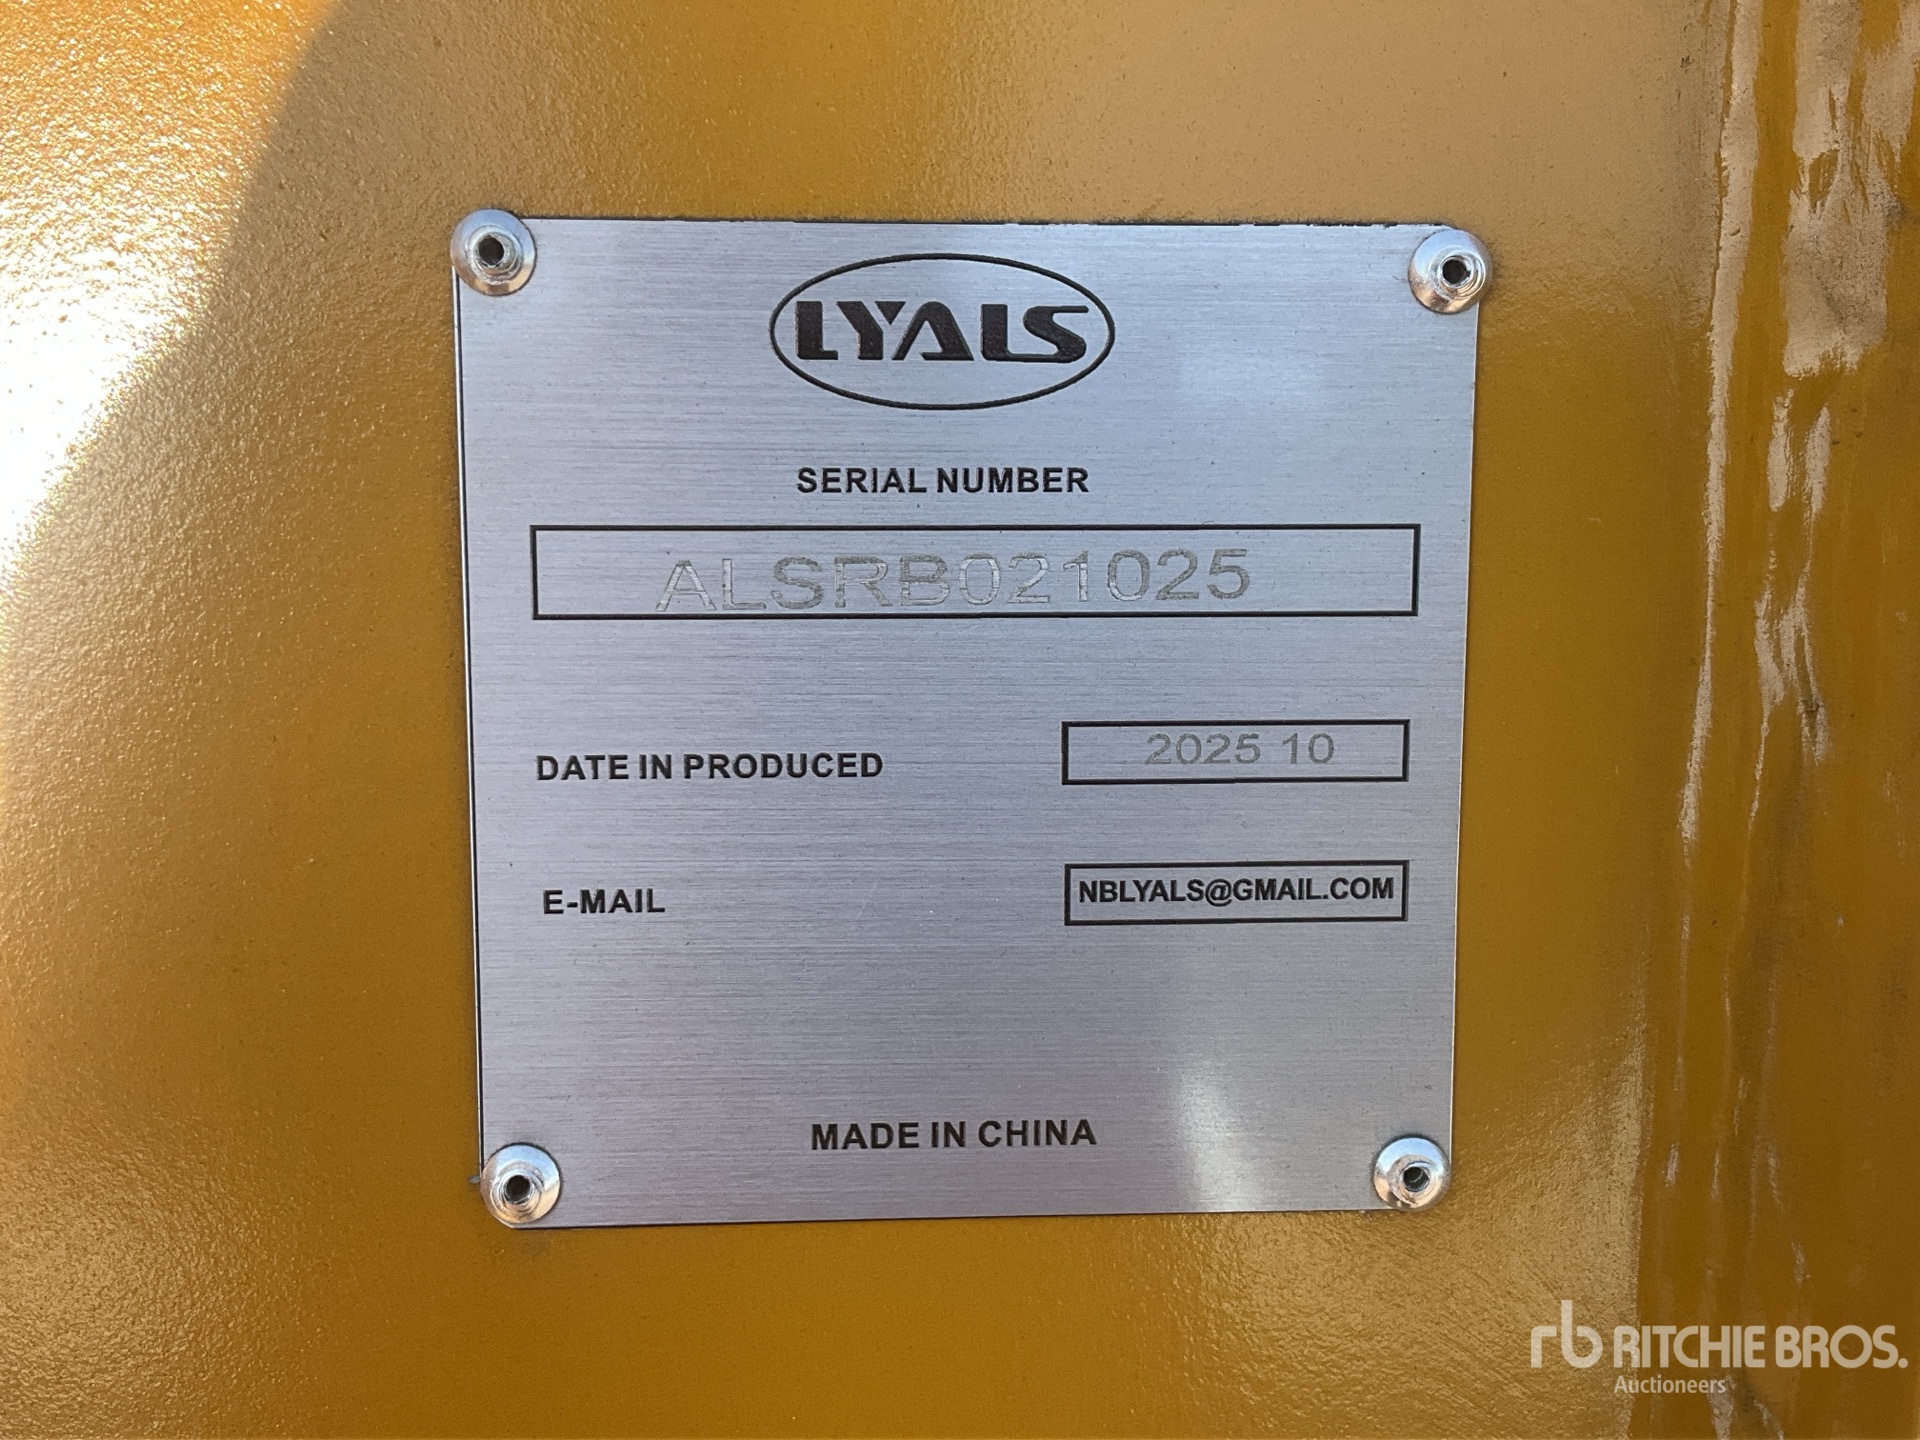 LYALS
SERIAL NUMBER
ALSRB021025
DATE IN PRODUCED
2025 10
E-MAIL
NBLYALS@GMAIL.COM
MADE IN CHINA
rb RITCHIE BROS.
Auctioneers